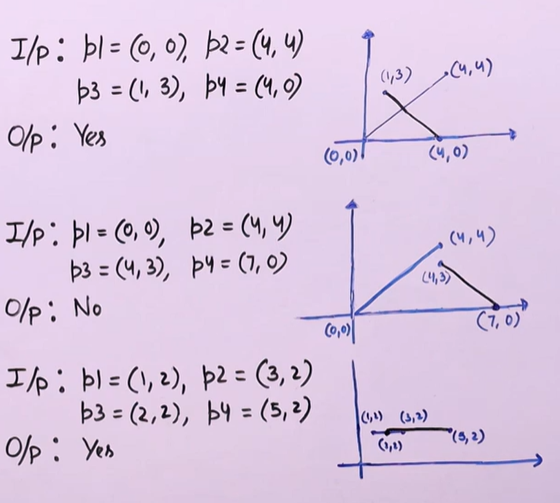 I/p: p1 = (0, 0), p2 = (4, 4)
p3 = (1, 3), p4 = (4, 0)
O/p: Yes
(1,3)
(4, 4)
(0,0)
(4, 0)
I/p: p1 = (0, 0), p2 = (4, 4)
p3 = (4, 3), p4 = (7, 0)
O/p: No
(4, 4)
(4,3)
(0,0)
(7, 0)
I/p: p1 = (1, 2), p2 = (3, 2)
p3 = (2, 2), p4 = (5, 2)
O/p: Yes
(1,2)
(3,2)
(5,2)